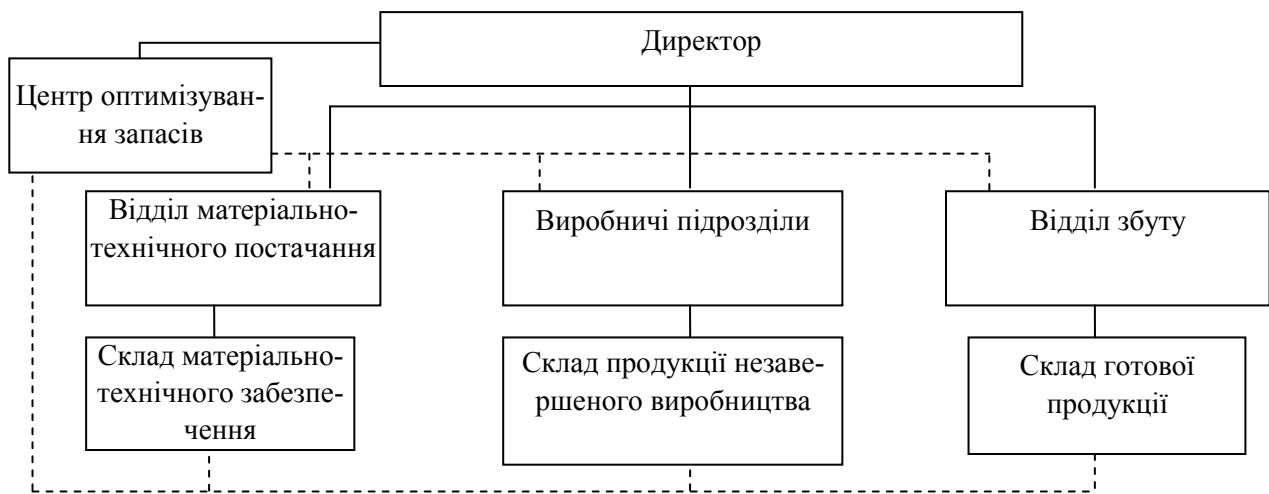 Директор
Центр оптимізуван-
ня запасів
Відділ матеріально-
технічного постачання
Виробничі підрозділи
Відділ збуту
Склад матеріально-
технічного забезпе-
чення
Склад продукції незаве-
ршеного виробництва
Склад готової
продукції